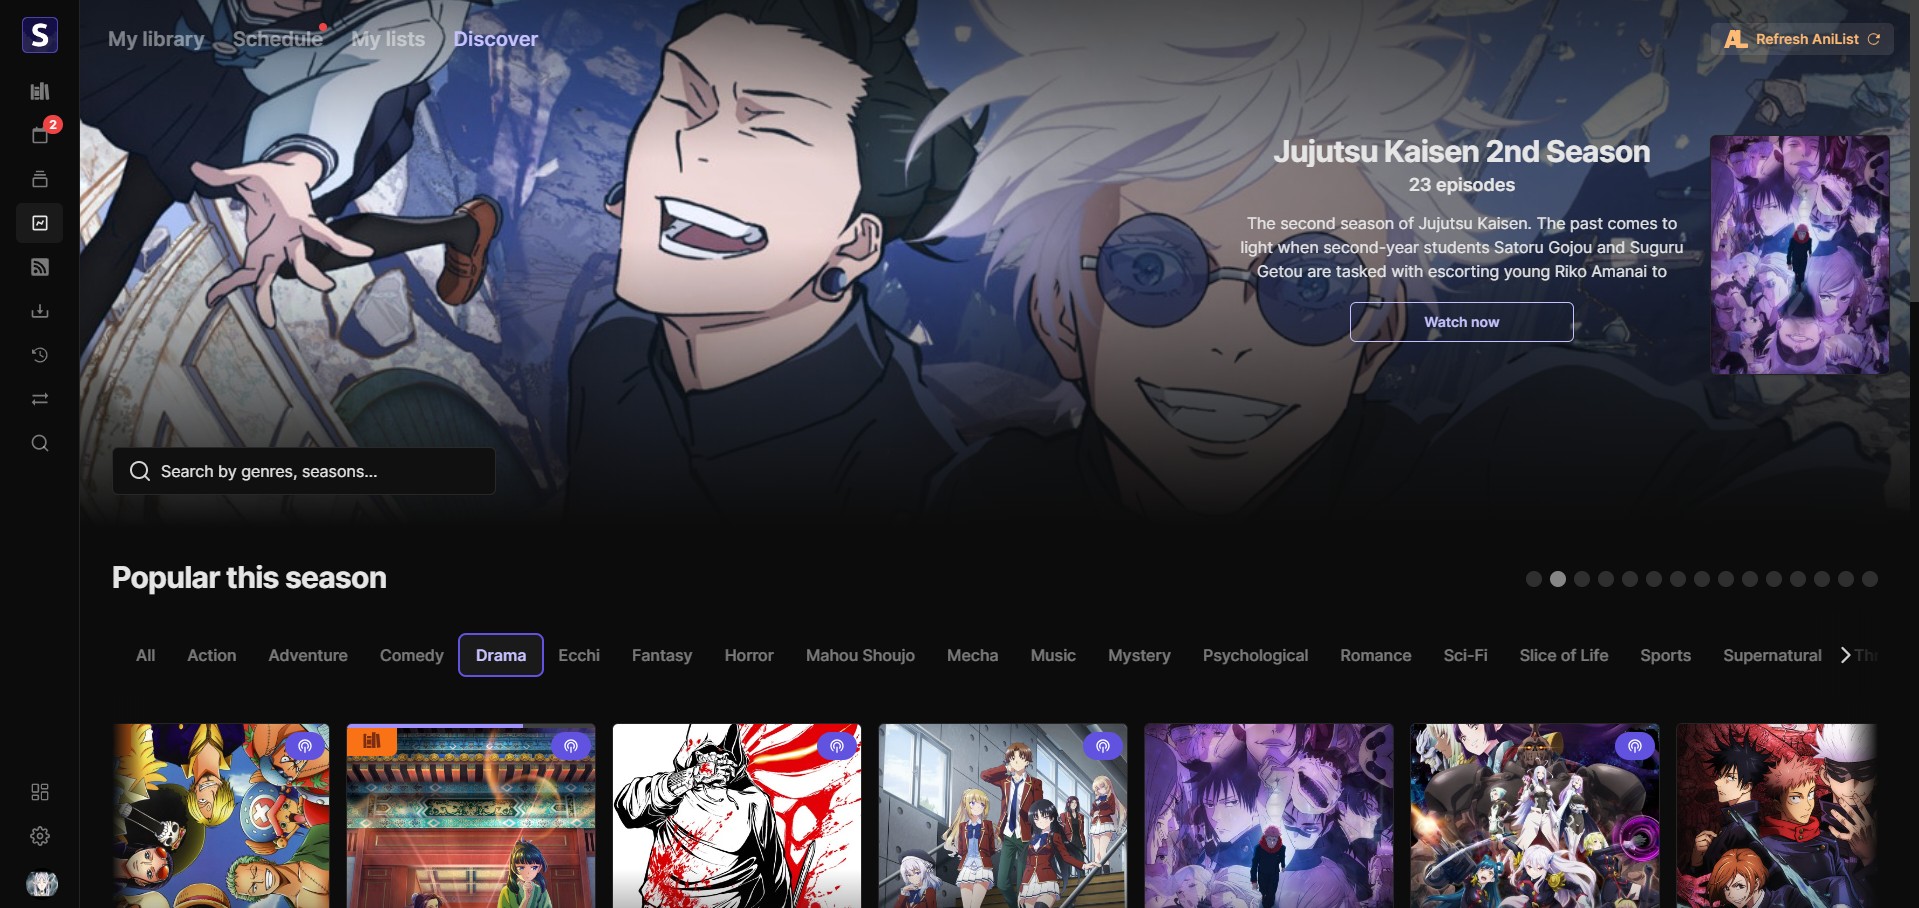 S
My library
Schedule
My lists
Discover
AL
Refresh AniList
2
Jujutsu Kaisen 2nd Season
23 episodes
The second season of Jujutsu Kaisen. The past comes to
light when second-year students Satoru Gojou and Suguru
Getou are tasked with escorting young Riko Amanai to
Watch now
Search by genres, seasons...
Popular this season
All
Action
Adventure
Comedy
Drama
Ecchi
Fantasy
Horror
Mahou Shoujo
Mecha
Music
Mystery
Psychological
Romance
Sci-Fi
Slice of Life
Sports
Supernatural